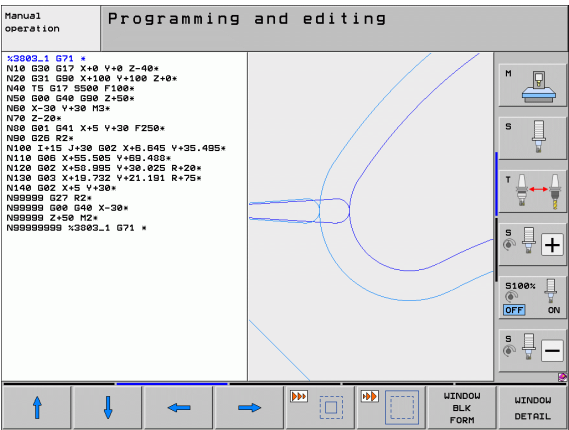 Manual
operation
Programming and editing
%3803_1 G71 *
N10 G30 G17 X+0 Y+0 Z-40*
N20 G31 G90 X+100 Y+100 Z+0*
N40 T5 G17 S500 F100*
N50 G00 G40 G90 Z+50*
N60 X-30 Y+30 M3*
N70 Z-20*
N80 G01 G41 X+5 Y+30 F250*
N90 G26 R2*
N100 I+15 J+30 G02 X+6.645 Y+35.495*
N110 G06 X+55.505 Y+69.488*
N120 G02 X+58.995 Y+30.025 R+20*
N130 G03 X+19.732 Y+21.191 R+75*
N140 G02 X+5 Y+30*
N99999 G27 R2*
N99999 G00 G40 X-30*
N99999 Z+50 M2*
N99999999 %3803_1 G71 *
M
S
T
S
S100%
OFF ON
S
WINDOW
BLK
FORM
WINDOW
DETAIL